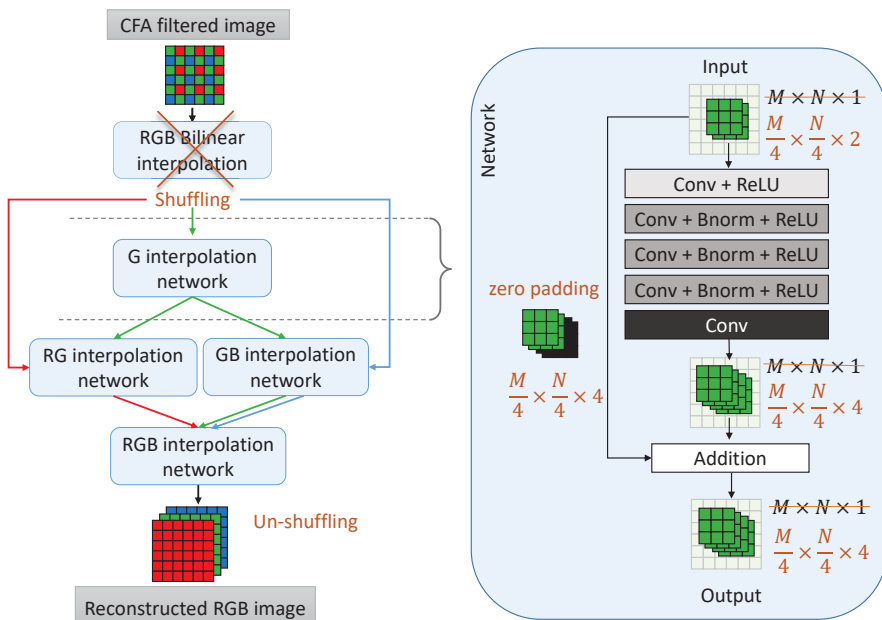 CFA filtered image
RGB Bilinear
interpolation
Shuffling
G interpolation
network
RG interpolation
network
GB interpolation
network
RGB interpolation
network
Un-shuffling
Reconstructed RGB image
Network
Input
M × N × 1
M/4 × N/4 × 2
Conv + ReLU
Conv + Bnorm + ReLU
Conv + Bnorm + ReLU
Conv + Bnorm + ReLU
Conv
zero padding
M/4 × N/4 × 4
M × N × 1
M/4 × N/4 × 4
Addition
M × N × 1
M/4 × N/4 × 4
Output